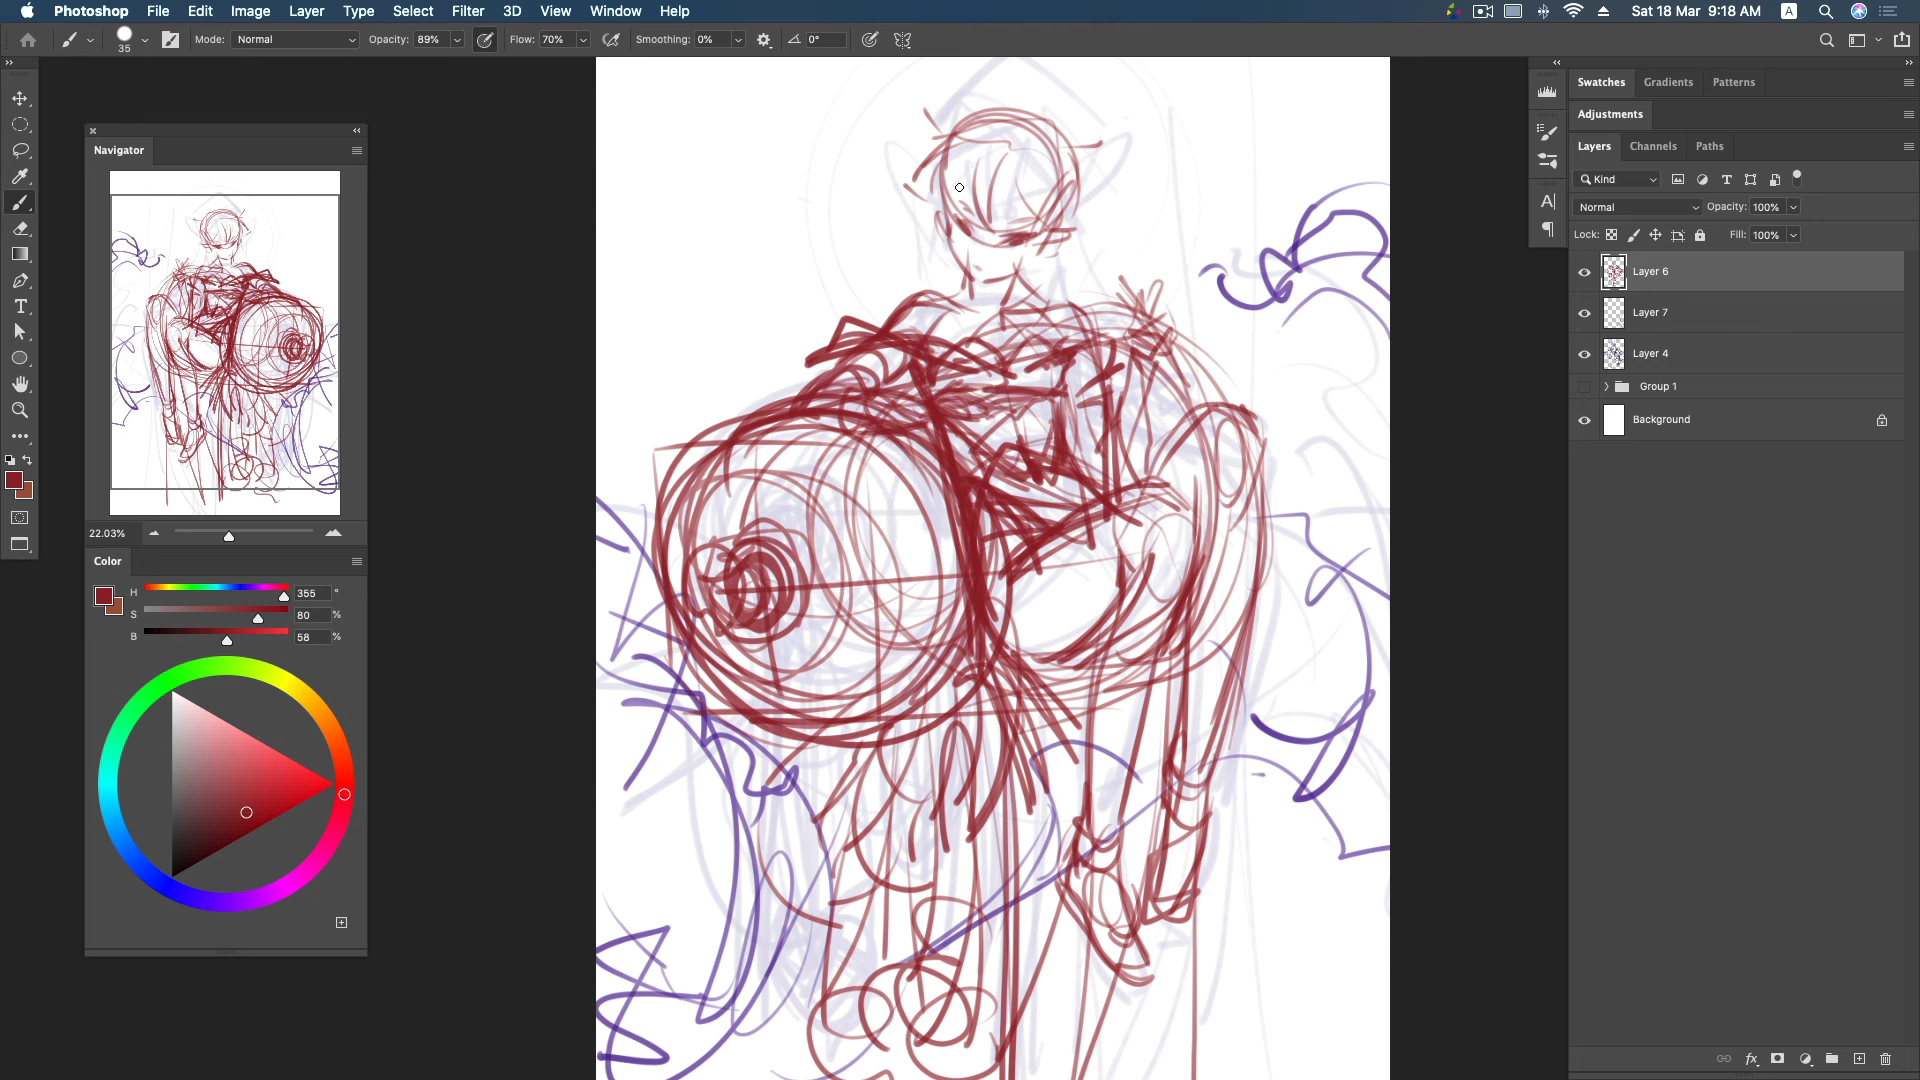 Photoshop File Edit Image Layer Type Select Filter 3D View Window Help Sat 18 Mar 9:18 AM A
35 Mode: Normal Opacity: 89% Flow: 70% Smoothing: 0% 0°
Navigator
22.03%
Color
H 355 °
S 80 %
B 58 %
Swatches Gradients Patterns
Adjustments
Layers Channels Paths
Kind
Normal Opacity: 100%
Lock: Fill: 100%
Layer 6
Layer 7
Layer 4
Group 1
Background
fx